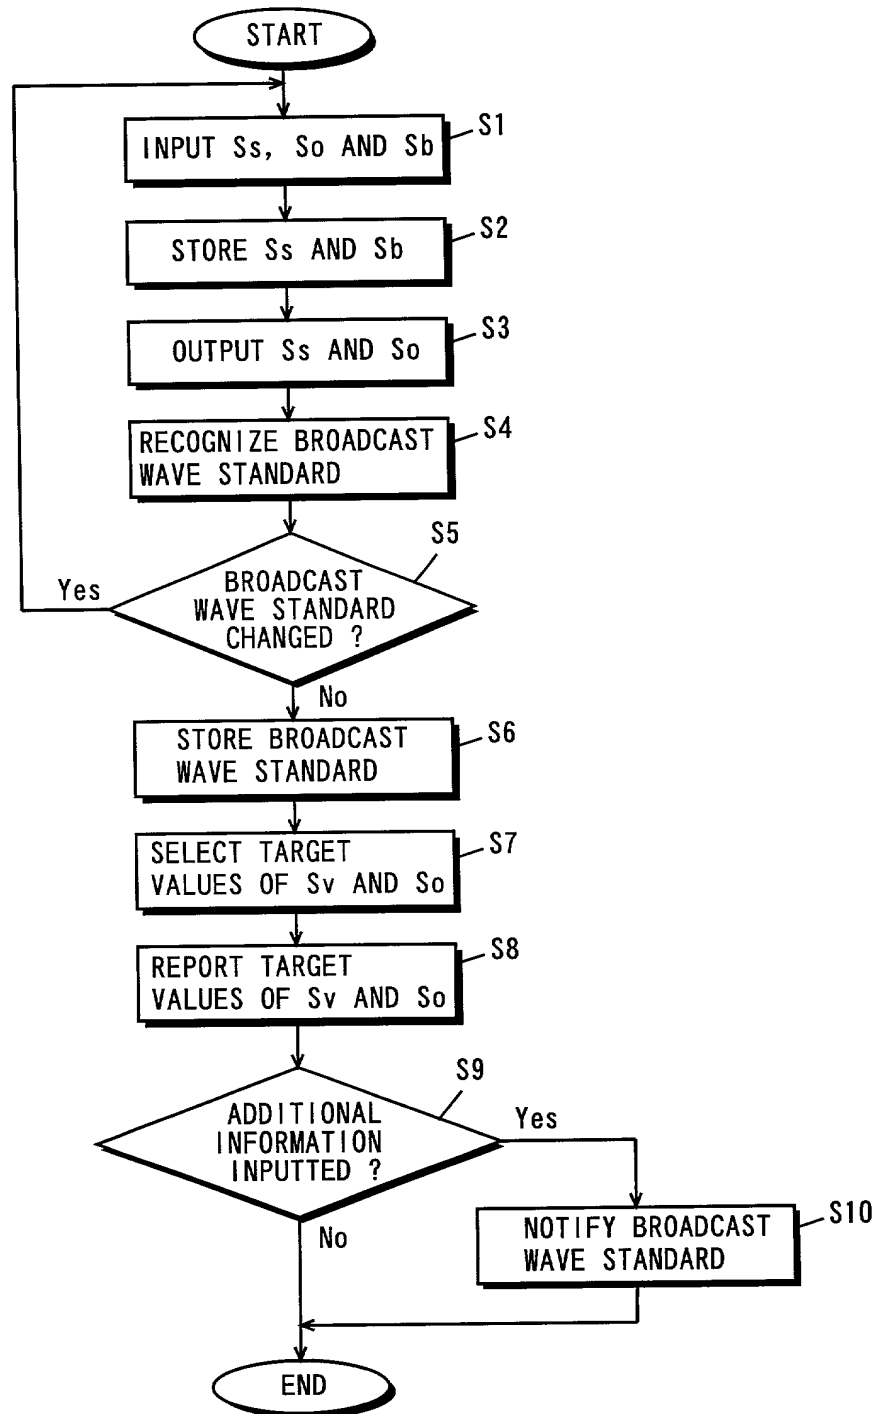 START
INPUT Ss, So AND Sb
S1
STORE Ss AND Sb
S2
OUTPUT Ss AND So
S3
RECOGNIZE BROADCAST
WAVE STANDARD
S4
S5
BROADCAST
WAVE STANDARD
CHANGED ?
Yes
No
STORE BROADCAST
WAVE STANDARD
S6
SELECT TARGET
VALUES OF Sv AND So
S7
REPORT TARGET
VALUES OF Sv AND So
S8
S9
ADDITIONAL
INFORMATION
INPUTTED ?
Yes
No
NOTIFY BROADCAST
WAVE STANDARD
S10
END